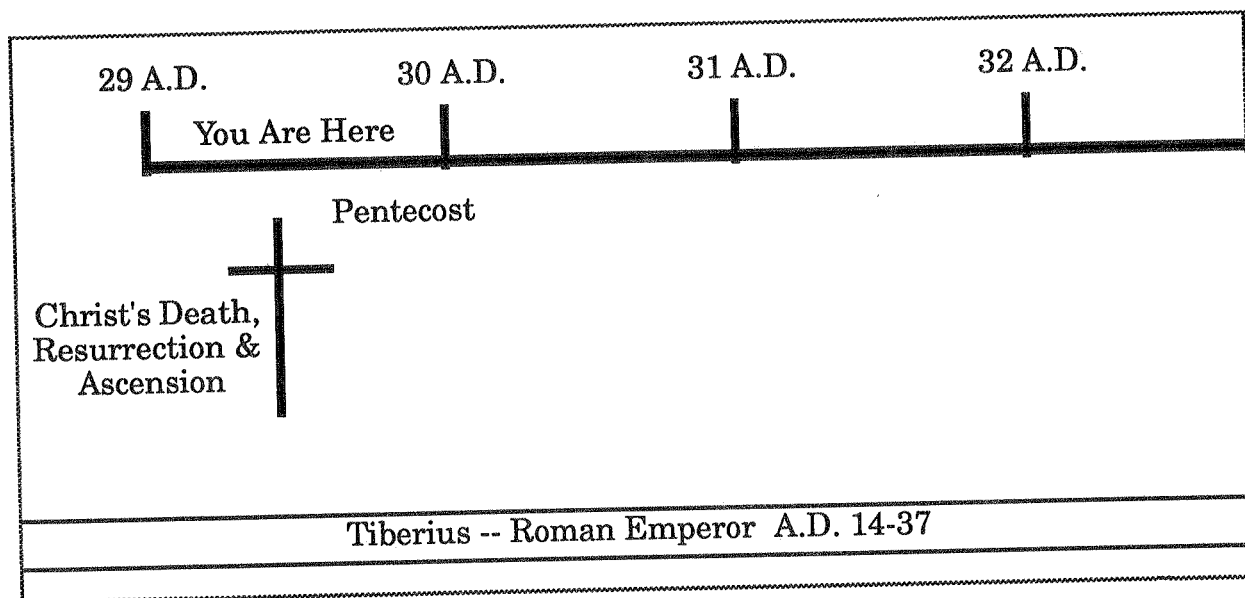 29 A.D.
30 A.D.
31 A.D.
32 A.D.
You Are Here
Pentecost
Christ's Death,
Resurrection &
Ascension
Tiberius -- Roman Emperor A.D. 14-37